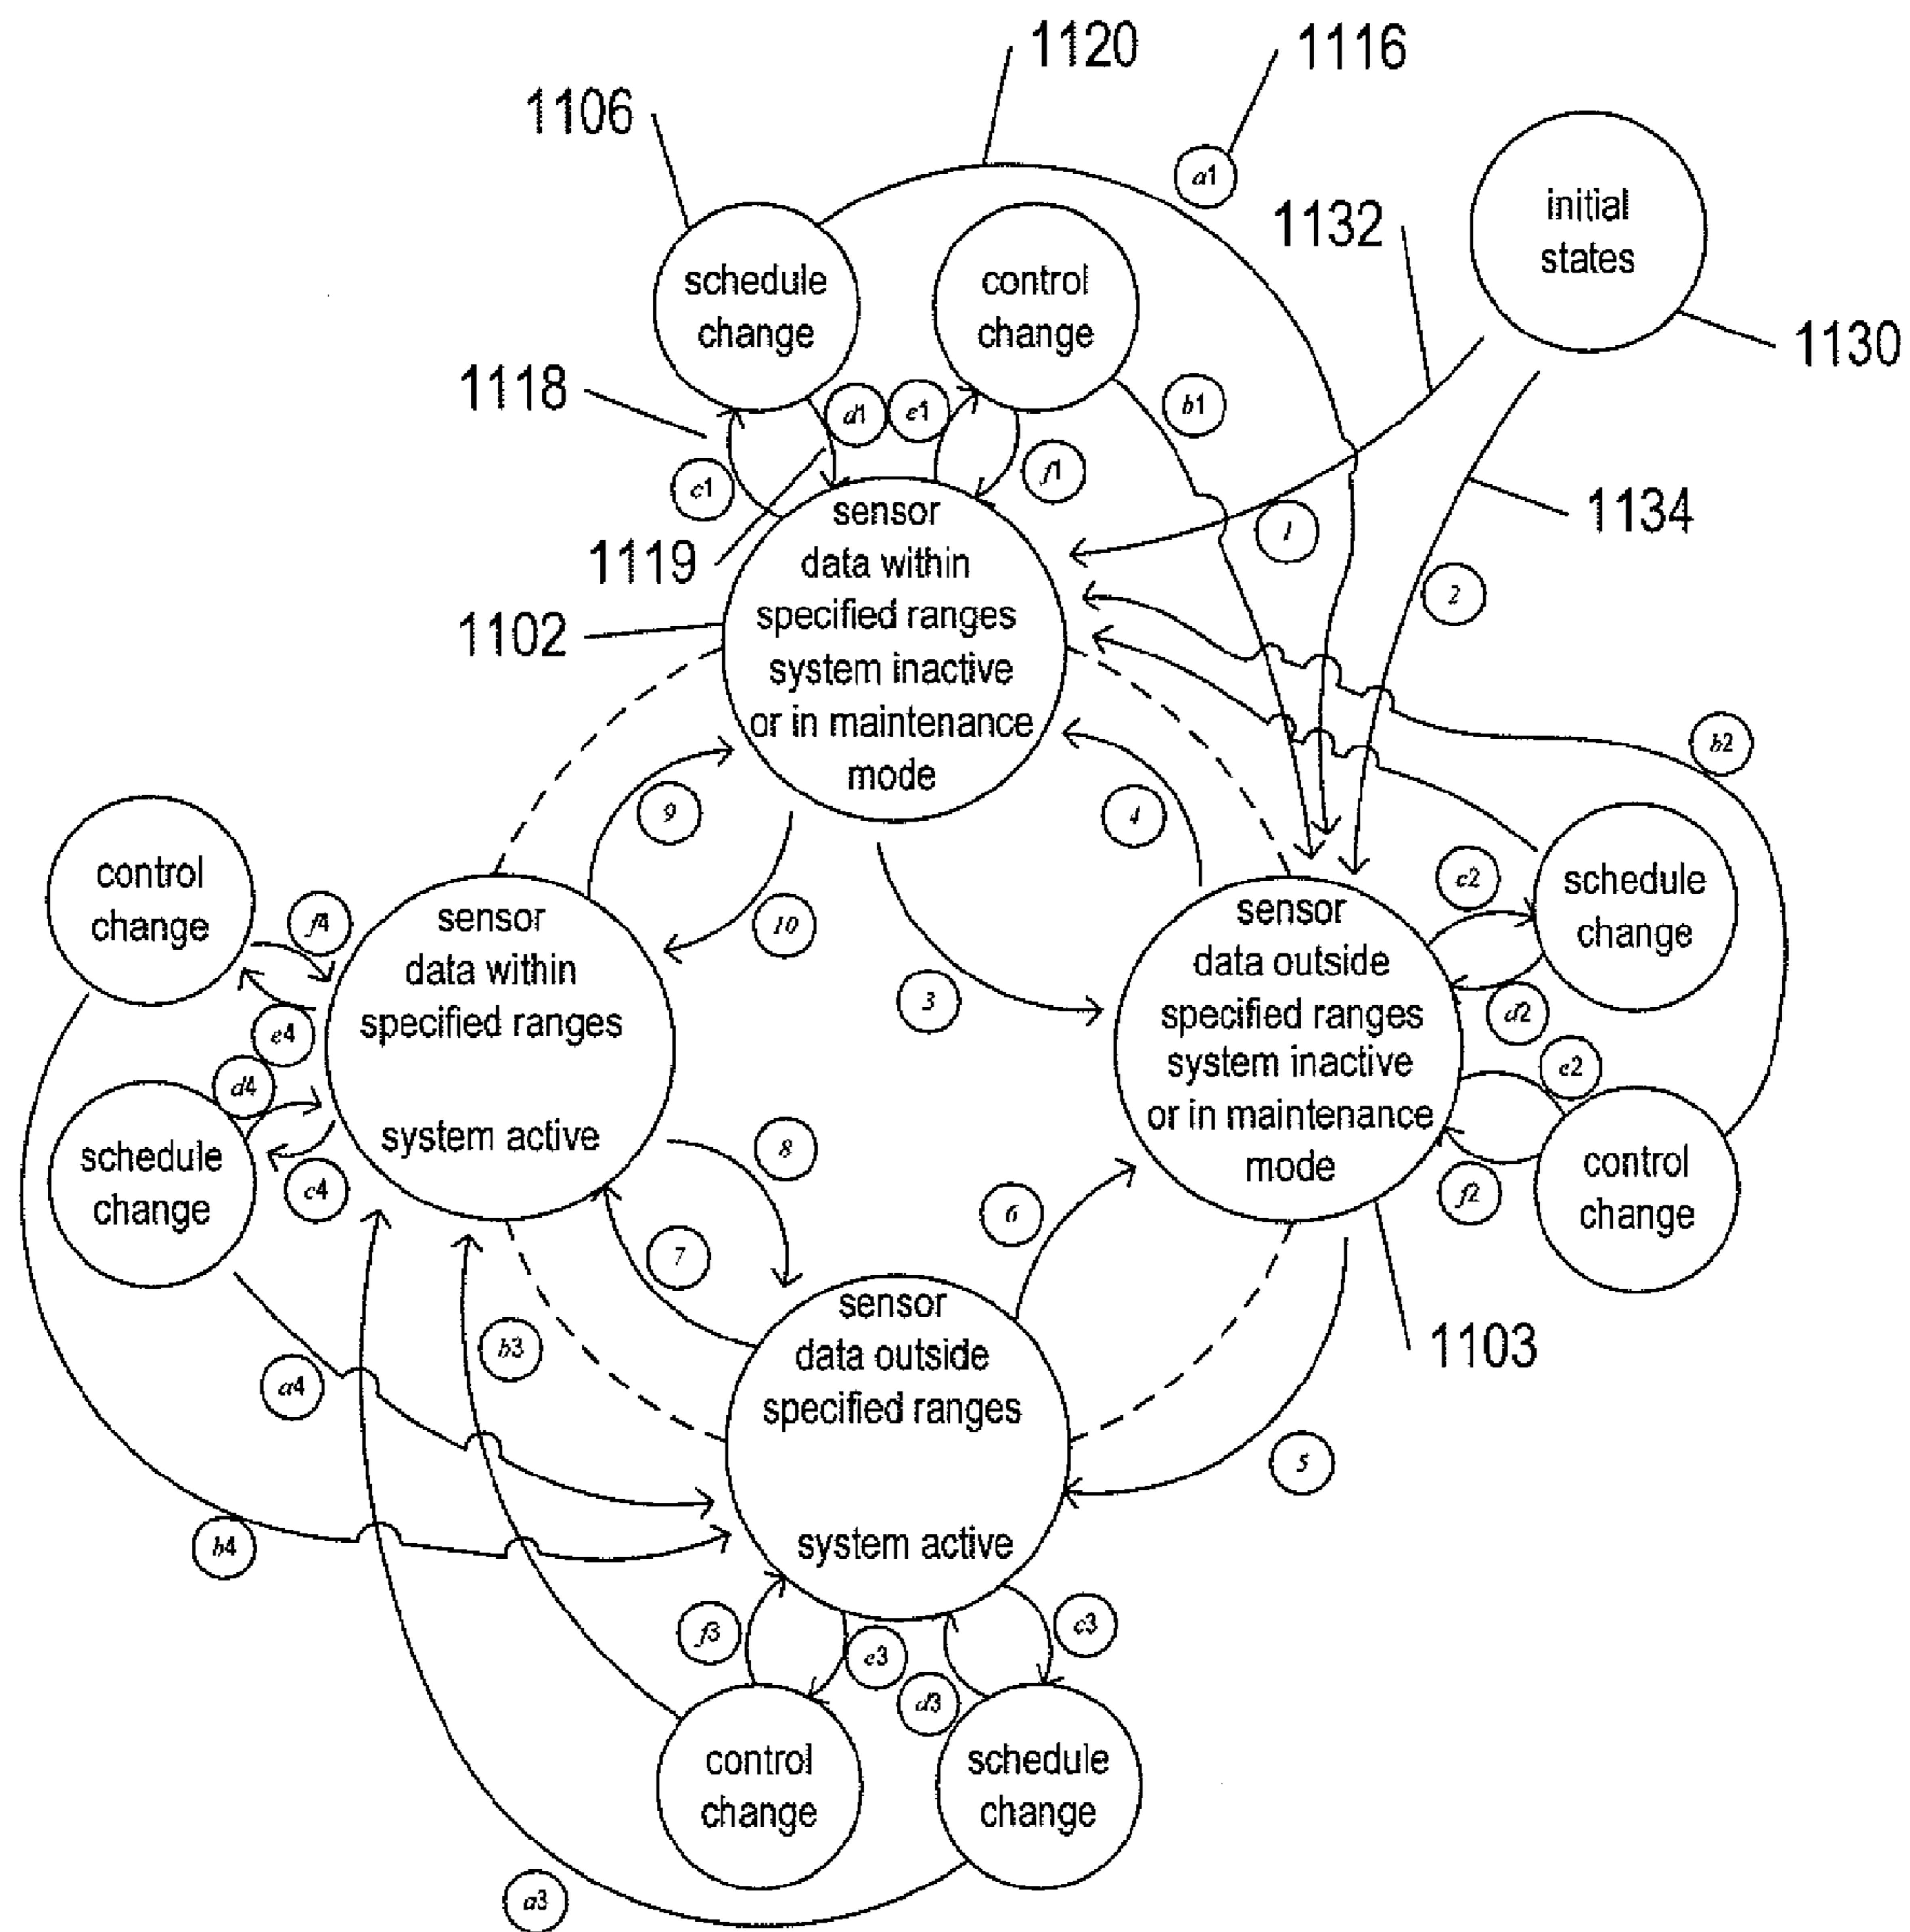 1120
1116
1106
a1
initial
states
1132
schedule
change
control
change
1130
1118
d1
e1
b1
c1
f1
1134
sensor
data within
specified ranges
system inactive
or in maintenance
mode
1
1119
2
1102
b2
9
4
control
change
schedule
change
c2
f4
10
sensor
data within
specified ranges
system active
sensor
data outside
specified ranges
system inactive
or in maintenance
mode
3
d2
e4
e2
d4
schedule
change
8
control
change
c4
6
f2
7
sensor
data outside
specified ranges
system active
b3
1103
a4
5
b4
f3
e3
c3
d3
control
change
schedule
change
a3